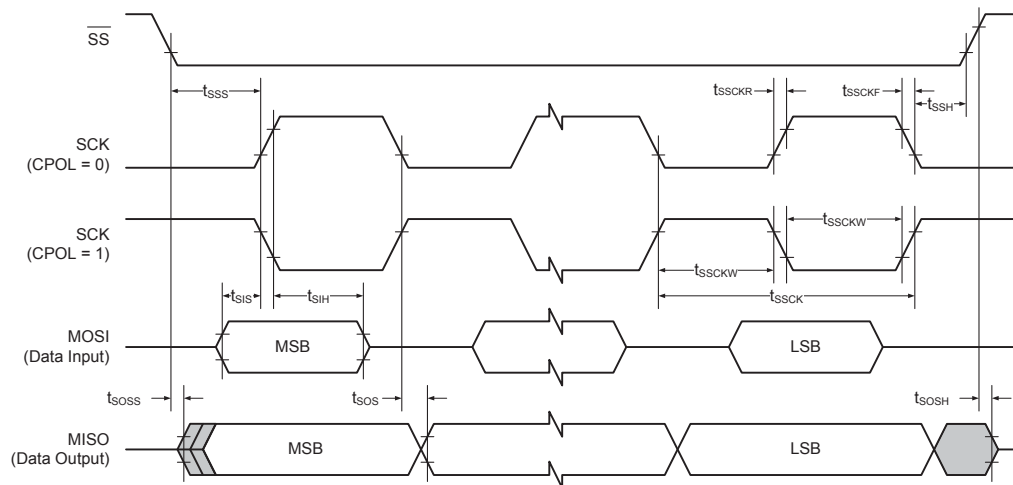 SS
tSSS
tSSCKR
tSSCKF
tSSH
SCK
(CPOL = 0)
SCK
(CPOL = 1)
tSSCKW
tSSCKW
tSSCK
tSIS
tSIH
MOSI
(Data Input)
MSB
LSB
tSOSS
tSOS
tSOSH
MISO
(Data Output)
MSB
LSB